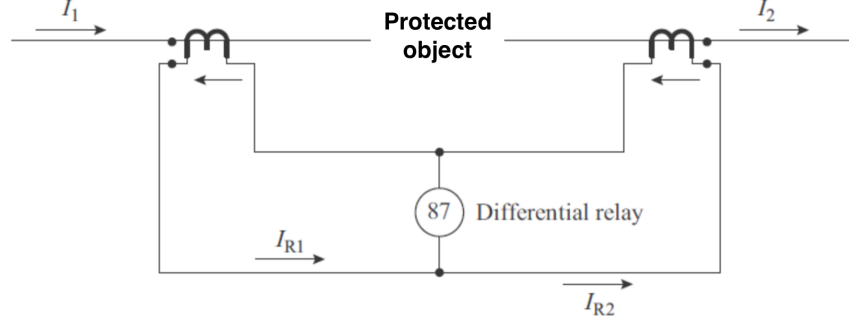 I1
Protected
object
I2
87 Differential relay
IR1
IR2